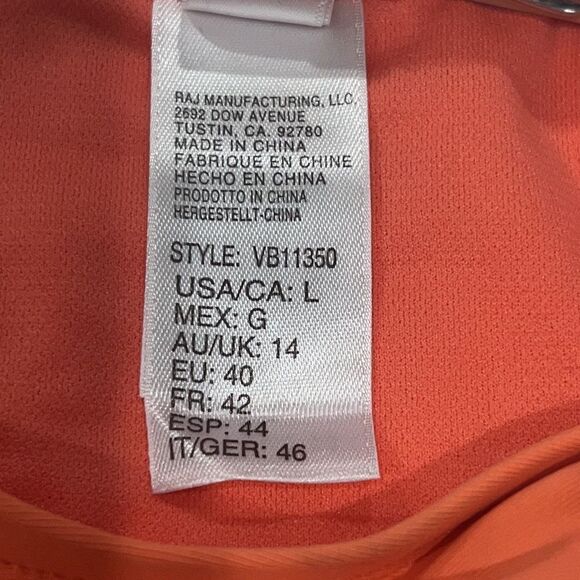 RAJ MANUFACTURING, LLC.
2692 DOW AVENUE
TUSTIN, CA. 92780
MADE IN CHINA
FABRIQUE EN CHINE
HECHO EN CHINA
PRODOTTO IN CHINA
HERGESTELLT-CHINA
STYLE: VB11350
USA/CA: L
MEX: G
AU/UK: 14
EU: 40
FR: 42
ESP: 44
IT/GER: 46